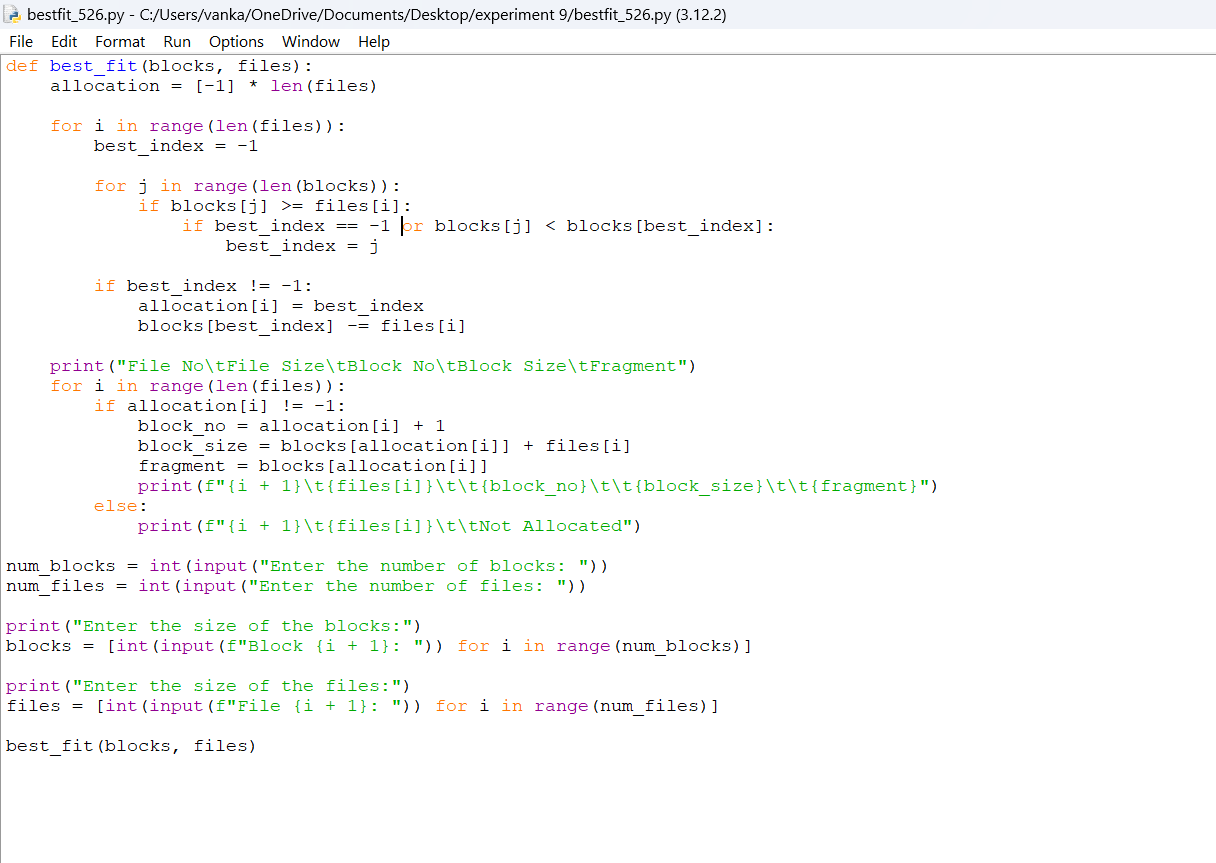 bestfit_526.py - C:/Users/vanka/OneDrive/Documents/Desktop/experiment 9/bestfit_526.py (3.12.2)
File Edit Format Run Options Window Help
def best_fit(blocks, files):
    allocation = [-1] * len(files)

    for i in range(len(files)):
        best_index = -1

        for j in range(len(blocks)):
            if blocks[j] >= files[i]:
                if best_index == -1 or blocks[j] < blocks[best_index]:
                    best_index = j

        if best_index != -1:
            allocation[i] = best_index
            blocks[best_index] -= files[i]

    print("File No\tFile Size\tBlock No\tBlock Size\tFragment")
    for i in range(len(files)):
        if allocation[i] != -1:
            block_no = allocation[i] + 1
            block_size = blocks[allocation[i]] + files[i]
            fragment = blocks[allocation[i]]
            print(f"{i + 1}\t{files[i]}\t\t{block_no}\t\t{block_size}\t\t{fragment}")
        else:
            print(f"{i + 1}\t{files[i]}\t\tNot Allocated")

num_blocks = int(input("Enter the number of blocks: "))
num_files = int(input("Enter the number of files: "))

print("Enter the size of the blocks:")
blocks = [int(input(f"Block {i + 1}: ")) for i in range(num_blocks)]

print("Enter the size of the files:")
files = [int(input(f"File {i + 1}: ")) for i in range(num_files)]

best_fit(blocks, files)